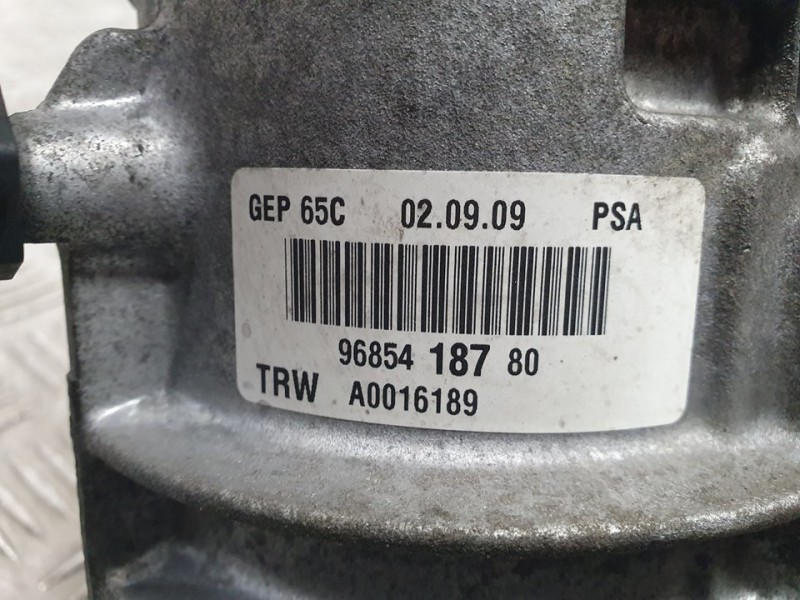 GEP 65C 02.09.09 PSA
96854 187 80
TRW A0016189